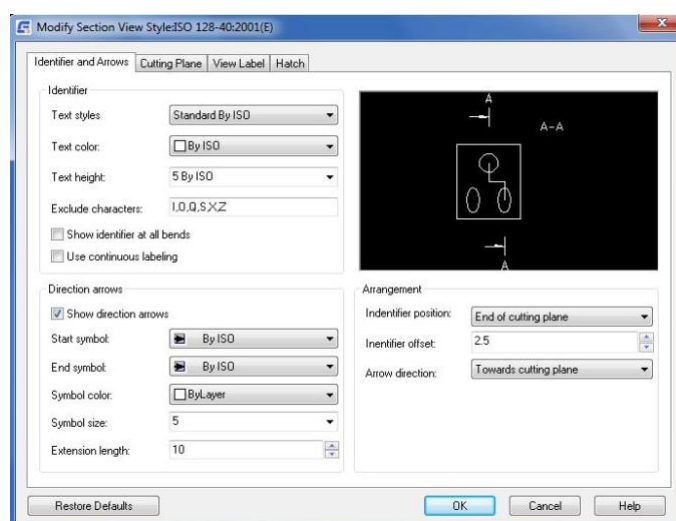 Modify Section View Style:ISO 128-40:2001(E)
Identifier and Arrows Cutting Plane View Label Hatch
Identifier
Text styles Standard By ISO
Text color: By ISO
Text height: 5 By ISO
Exclude characters: I,O,Q,S,X,Z
Show identifier at all bends
Use continuous labeling
A
A-A
A
Direction arrows
Show direction arrows
Start symbol: By ISO
End symbol: By ISO
Symbol color: ByLayer
Symbol size: 5
Extension length: 10
Arrangement
Indentifier position: End of cutting plane
Inentifier offset: 2.5
Arrow direction: Towards cutting plane
Restore Defaults OK Cancel Help